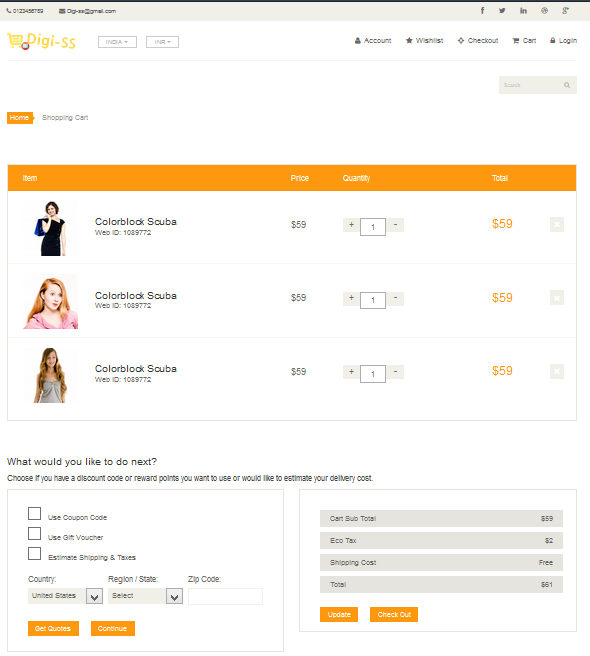 0123456789 Digi-ss@gmail.com
Digi-SS INDIA INR Account Wishlist Checkout Cart Login
Search
Home Shopping Cart
Item Price Quantity Total
Colorblock Scuba
Web ID: 1089772
$59 + 1 - $59
Colorblock Scuba
Web ID: 1089772
$59 + 1 - $59
Colorblock Scuba
Web ID: 1089772
$59 + 1 - $59
What would you like to do next?
Choose if you have a discount code or reward points you want to use or would like to estimate your delivery cost.
Use Coupon Code
Use Gift Voucher
Estimate Shipping & Taxes
Country: Region / State: Zip Code:
United States Select
Get Quotes Continue
Cart Sub Total $59
Eco Tax $2
Shipping Cost Free
Total $61
Update Check Out